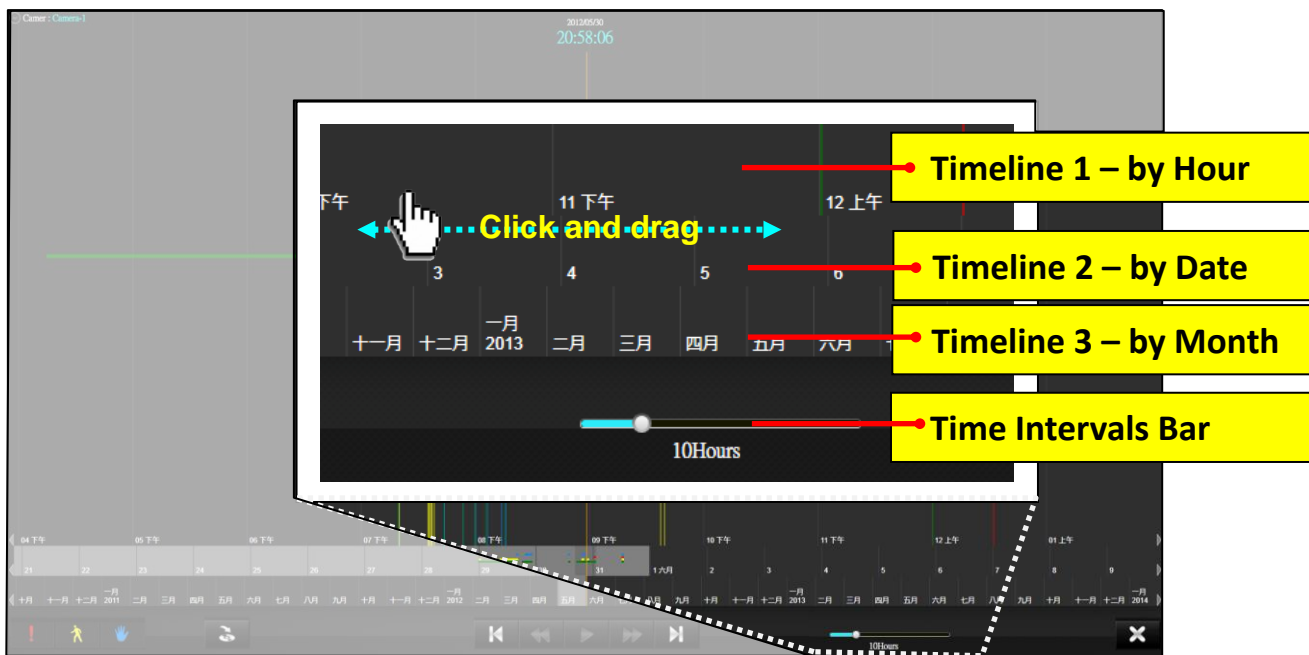 Camer : Camera-1
2012/05/30
20:58:06
Timeline 1 – by Hour
下午 11 下午 12 上午
Click and drag
Timeline 2 – by Date
3 4 5 6
Timeline 3 – by Month
十一月 十二月 一月 2013 二月 三月 四月 五月 六月
Time Intervals Bar
10Hours
04 下午 05 下午 06 下午 07 下午 08 下午 09 下午 10 下午 11 下午 12 上午 01 上午
21 22 23 24 25 26 27 28 29 30 31 1 六月 2 3 4 5 6 7 8 9
十月 十一月 十二月 一月 2011 二月 三月 四月 五月 六月 七月 八月 九月 十月 十一月 十二月 一月 2012 二月 三月 四月 五月 六月 八月 九月 十月 十一月 十二月 一月 2013 二月 三月 四月 五月 六月 七月 八月 九月 十月 十一月 十二月 一月 2014
10Hours